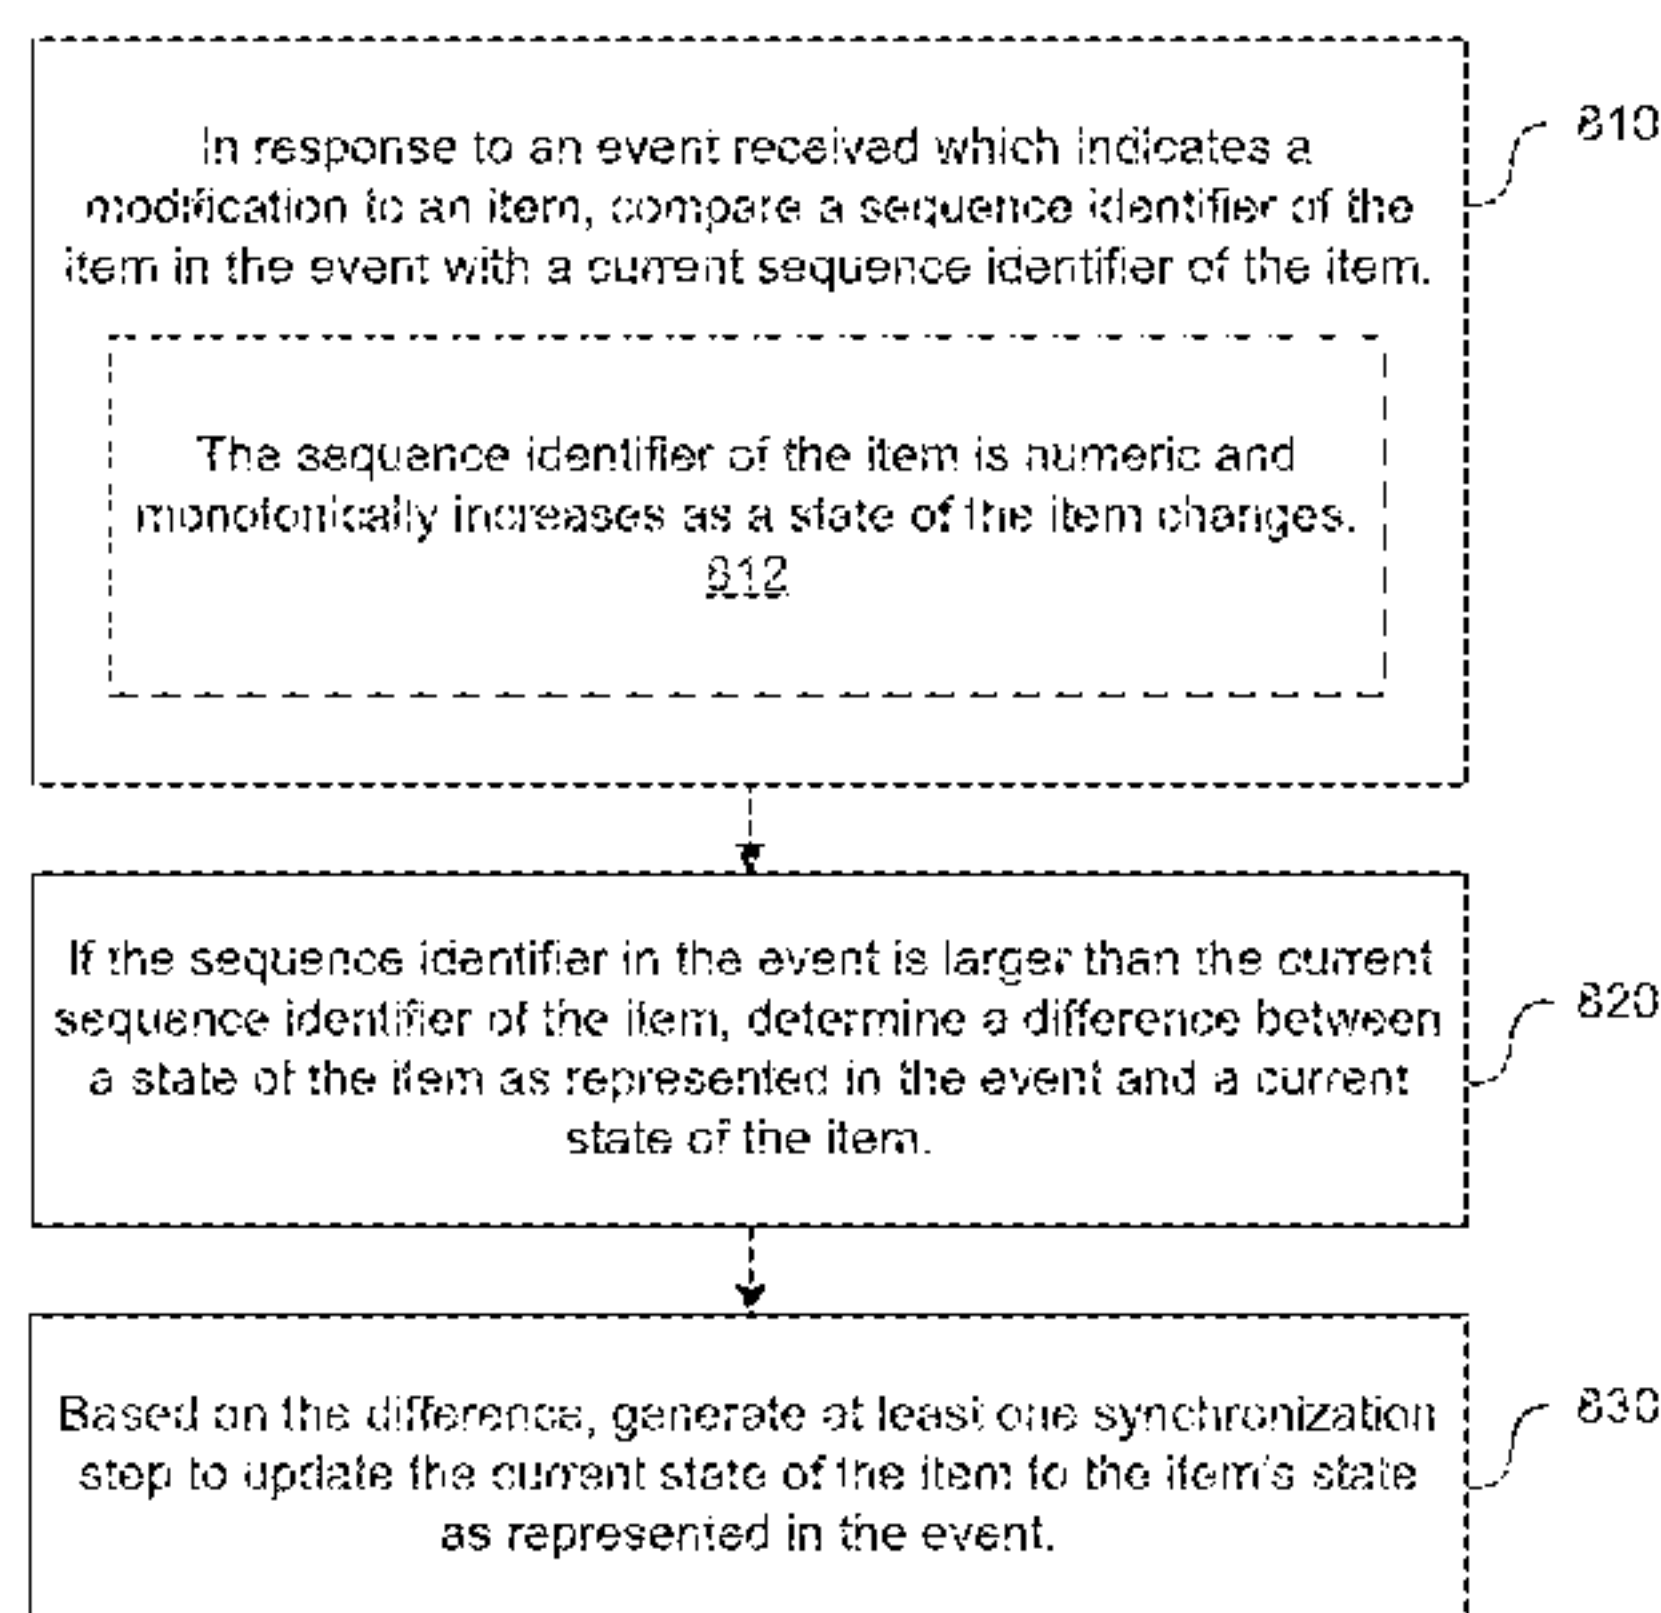 810
In response to an event received which indicates a
modification to an item, compare a sequence identifier of the
item in the event with a current sequence identifier of the item.
The sequence identifier of the item is numeric and
monotonically increases as a state of the item changes.
812
If the sequence identifier in the event is larger than the current
sequence identifier of the item, determine a difference between
a state of the item as represented in the event and a current
state of the item.
820
Based on the difference, generate at least one synchronization
step to update the current state of the item to the item's state
as represented in the event.
830